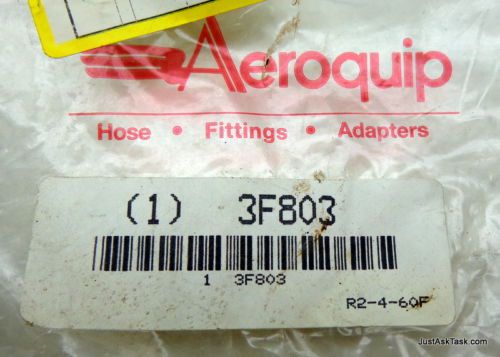 Aeroquip
Hose • Fittings • Adapters
(1) 3F803
1 3F803
R2-4-60F
JustAskTask.com